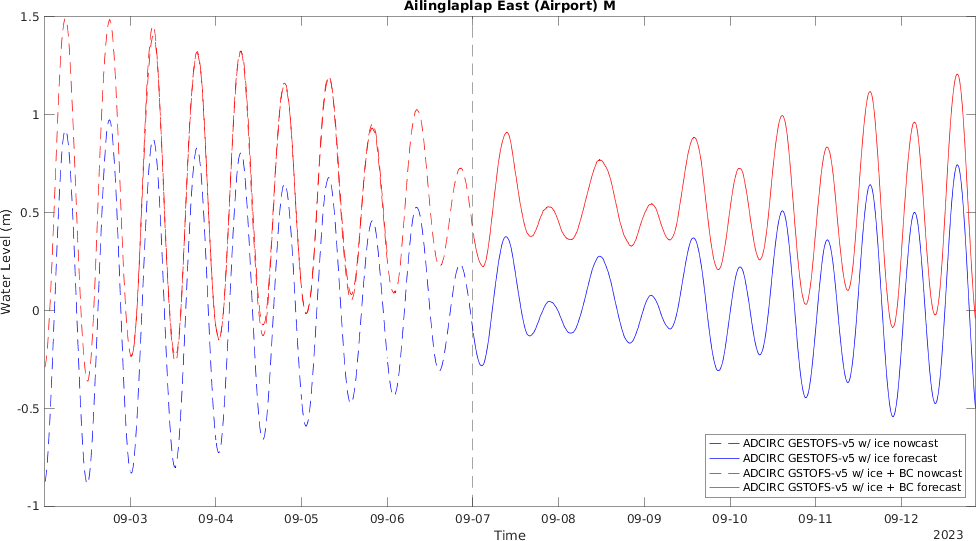 Ailinglaplap East (Airport) M
1.5
1
0.5
0
-0.5
-1
Water Level (m)
09-03
09-04
09-05
09-06
09-07
09-08
09-09
09-10
09-11
09-12
Time
2023
ADCIRC GESTOFS-v5 w/ ice nowcast
ADCIRC GESTOFS-v5 w/ ice forecast
ADCIRC GSTOFS-v5 w/ ice + BC nowcast
ADCIRC GSTOFS-v5 w/ ice + BC forecast